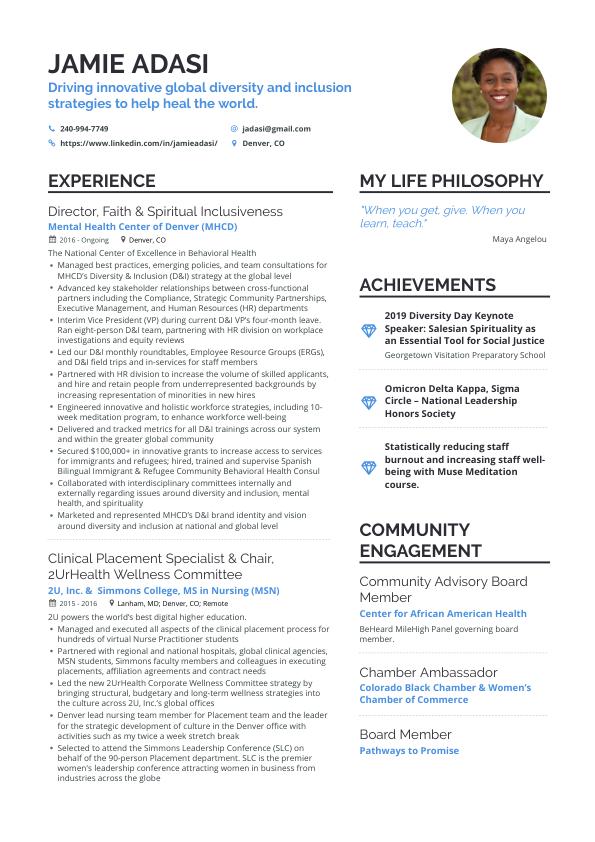 JAMIE ADASI
Driving innovative global diversity and inclusion
strategies to help heal the world.
240-994-7749
jadasi@gmail.com
https://www.linkedin.com/in/jamieadasi/
Denver, CO
EXPERIENCE
Director, Faith & Spiritual Inclusiveness
Mental Health Center of Denver (MHCD)
2016 - Ongoing
Denver, CO
The National Center of Excellence in Behavioral Health
• Managed best practices, emerging policies, and team consultations for
MHCD's Diversity & Inclusion (D&I) strategy at the global level
• Advanced key stakeholder relationships between cross-functional
partners including the Compliance, Strategic Community Partnerships,
Executive Management, and Human Resources (HR) departments
• Interim Vice President (VP) during current D&I VP's four-month leave.
Ran eight-person D&I team, partnering with HR division on workplace
investigations and equity reviews
• Led our D&I monthly roundtables, Employee Resource Groups (ERGs),
and D&I field trips and in-services for staff members
• Partnered with HR division to increase the volume of skilled applicants,
and hire and retain people from underrepresented backgrounds by
increasing representation of minorities in new hires
• Engineered innovative and holistic workforce strategies, including 10-
week meditation program, to enhance workforce well-being
• Delivered and tracked metrics for all D&I trainings across our system
and within the greater global community
• Secured $100,000+ in innovative grants to increase access to services
for immigrants and refugees; hired, trained and supervise Spanish
Bilingual Immigrant & Refugee Community Behavioral Health Consul
• Collaborated with interdisciplinary committees internally and
externally regarding issues around diversity and inclusion, mental
health, and spirituality
• Marketed and represented MHCD's D&I brand identity and vision
around diversity and inclusion at national and global level
Clinical Placement Specialist & Chair,
2UrHealth Wellness Committee
2U, Inc. & Simmons College, MS in Nursing (MSN)
2015 - 2016
Lanham, MD; Denver, CO; Remote
2U powers the world's best digital higher education.
• Managed and executed all aspects of the clinical placement process for
hundreds of virtual Nurse Practitioner students
• Partnered with regional and national hospitals, global clinical agencies,
MSN students, Simmons faculty members and colleagues in executing
placements, affiliation agreements and contract needs
• Led the new 2UrHealth Corporate Wellness Committee strategy by
bringing structural, budgetary and long-term wellness strategies into
the culture across 2U, Inc.'s global offices
• Denver lead nursing team member for Placement team and the leader
for the strategic development of culture in the Denver office with
activities such as my twice a week stretch break
• Selected to attend the Simmons Leadership Conference (SLC) on
behalf of the 90-person Placement department. SLC is the premier
women's leadership conference attracting women in business from
industries across the globe
MY LIFE PHILOSOPHY
"When you get, give. When you
learn, teach."
Maya Angelou
ACHIEVEMENTS
2019 Diversity Day Keynote
Speaker: Salesian Spirituality as
an Essential Tool for Social Justice
Georgetown Visitation Preparatory School
Omicron Delta Kappa, Sigma
Circle – National Leadership
Honors Society
Statistically reducing staff
burnout and increasing staff well-
being with Muse Meditation
course.
COMMUNITY
ENGAGEMENT
Community Advisory Board
Member
Center for African American Health
BeHeard MileHigh Panel governing board
member.
Chamber Ambassador
Colorado Black Chamber & Women's
Chamber of Commerce
Board Member
Pathways to Promise